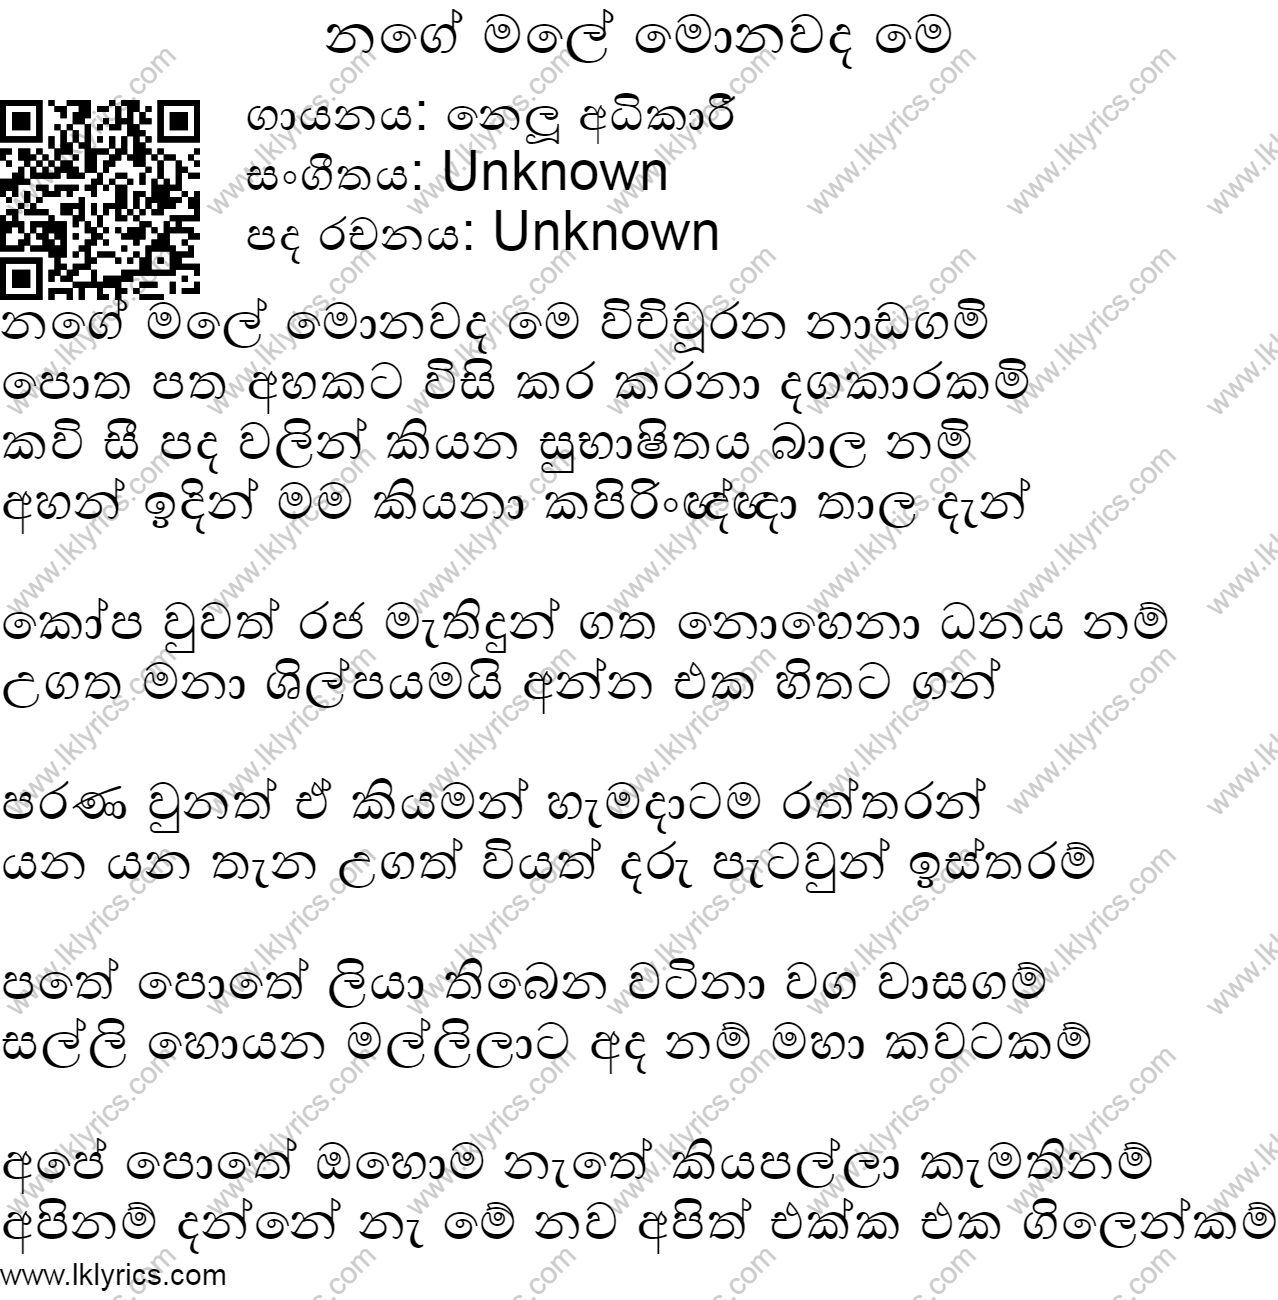 නගේ මලේ මොනවද මෙ
ගායනය: නෙලූ අධිකාරී
සංගීතය: Unknown
පද රචනය: Unknown
නගේ මලේ මොනවද මෙ විචිචූරන නාඩගම්
පොත පත අහකට විසි කර කරනා දගකාරකම්
කවි සී පද වලින් කියන සුභාෂිතය බාල නම්
අහන් ඉදින් මම කියනා කපිරිංඥ්ඥා තාල දැන්
කෝප වුවත් රජ මැතිදුන් ගත නොහෙනා ධනය නම්
උගත මනා ශිල්පයමයි අන්න එක හිතට ගන්
පරණ වුනත් ඒ කියමන් හැමදාටම රත්තරන්
යන යන තැන උගත් වියත් දරු පැටවුන් ඉස්තරම්
පතේ පොතේ ලියා තිබෙන වටිනා වග වාසගම්
සල්ලි හොයන මල්ලිලාට අද නම් මහා කවටකම්
අපේ පොතේ ඔහොම නැතේ කියපල්ලා කැමතිනම්
අපිනම් දන්නේ නැ මේ නව අපිත් එක්ක එක ගිලෙන්කම්
www.lklyrics.com